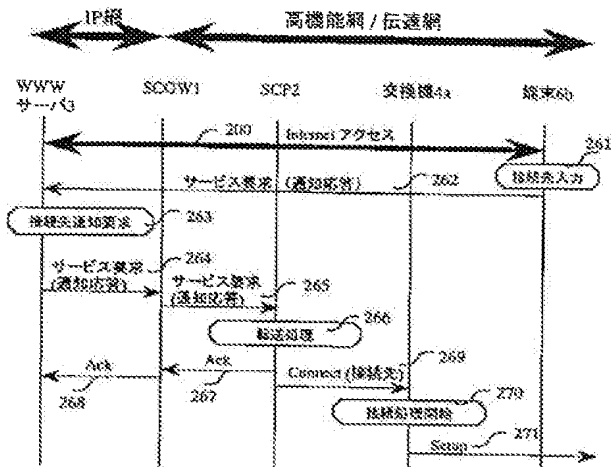 IP網
高機能網 / 伝達網
WWW
サーバ3
SCGW1
SCP2
交換機4a
端末6b
200
Internet アクセス
261
接続先入力
サービス要求 (通知応答)
262
接続先通知要求
263
サービス要求
(通知応答)
264
サービス要求
(通知応答)
265
266
Ack
268
Ack
267
Connect (接続先)
269
接続処理開始
270
Setup
271